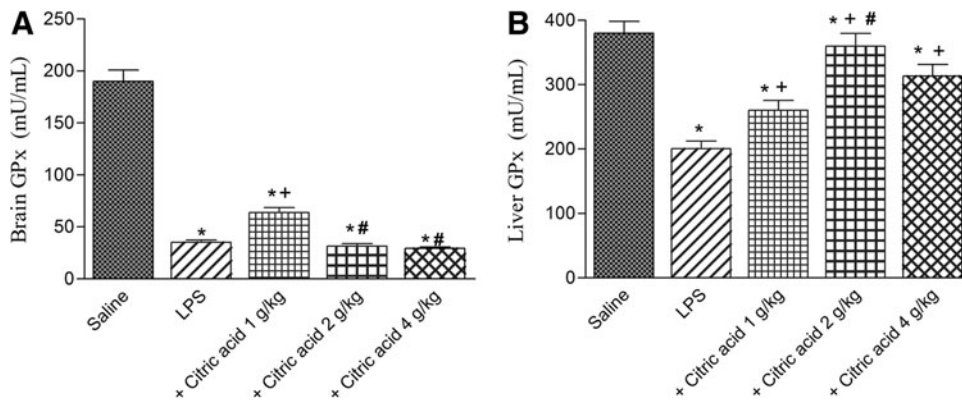 A
Brain GPx (mU/mL)
250
200
150
100
50
0
*
* +
* #
* #
Saline
LPS
+ Citric acid 1 g/kg
+ Citric acid 2 g/kg
+ Citric acid 4 g/kg
B
Liver GPx (mU/mL)
400
300
200
100
0
*
* +
* + #
* +
Saline
LPS
+ Citric acid 1 g/kg
+ Citric acid 2 g/kg
+ Citric acid 4 g/kg